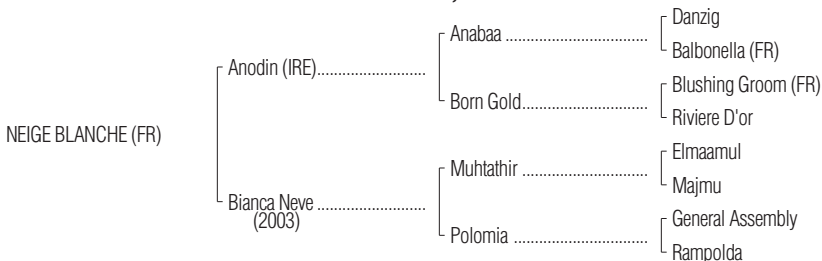 Danzig
Anabaa ..................................
Balbonella (FR)
Anodin (IRE)..........................
Blushing Groom (FR)
Born Gold..............................
Riviere D'or
NEIGE BLANCHE (FR)
Elmaamul
Muhtathir ..............................
Majmu
Bianca Neve ..........................
(2003)
General Assembly
Polomia ................................
Rampolda